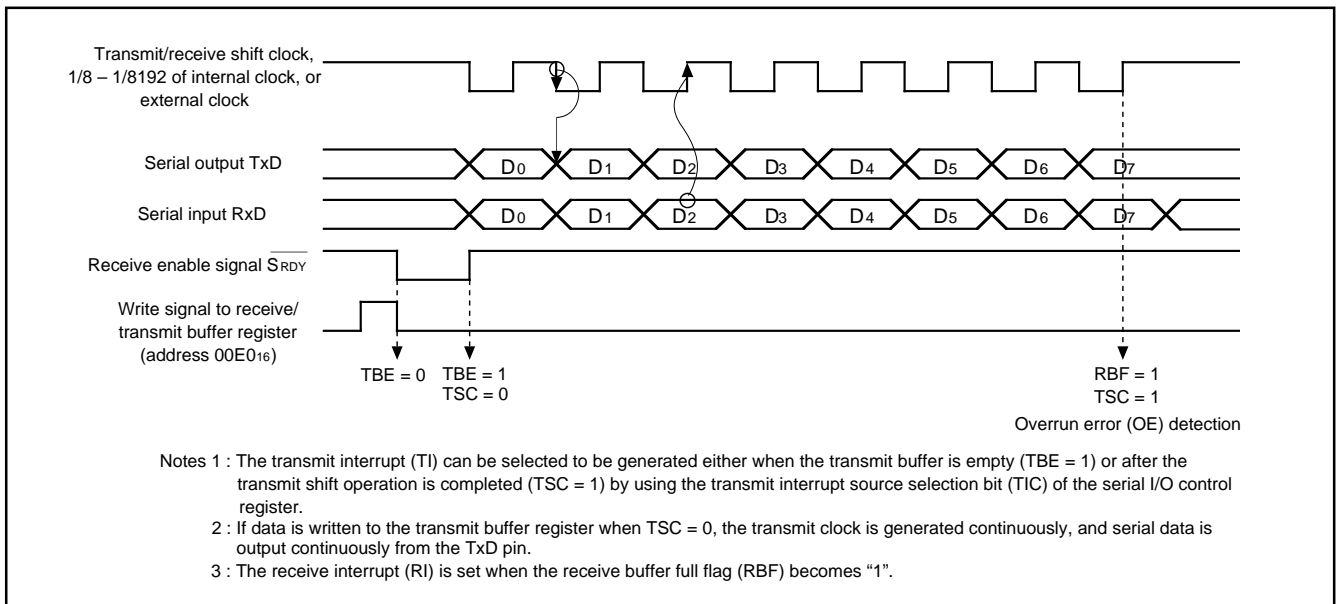 Transmit/receive shift clock,
1/8 – 1/8192 of internal clock, or
external clock
Serial output TxD
D0 D1 D2 D3 D4 D5 D6 D7
Serial input RxD
D0 D1 D2 D3 D4 D5 D6 D7
Receive enable signal SRDY
Write signal to receive/
transmit buffer register
(address 00E016)
TBE = 0
TBE = 1
TSC = 0
RBF = 1
TSC = 1
Overrun error (OE) detection
Notes 1 : The transmit interrupt (TI) can be selected to be generated either when the transmit buffer is empty (TBE = 1) or after the
transmit shift operation is completed (TSC = 1) by using the transmit interrupt source selection bit (TIC) of the serial I/O control
register.
2 : If data is written to the transmit buffer register when TSC = 0, the transmit clock is generated continuously, and serial data is
output continuously from the TxD pin.
3 : The receive interrupt (RI) is set when the receive buffer full flag (RBF) becomes “1”.